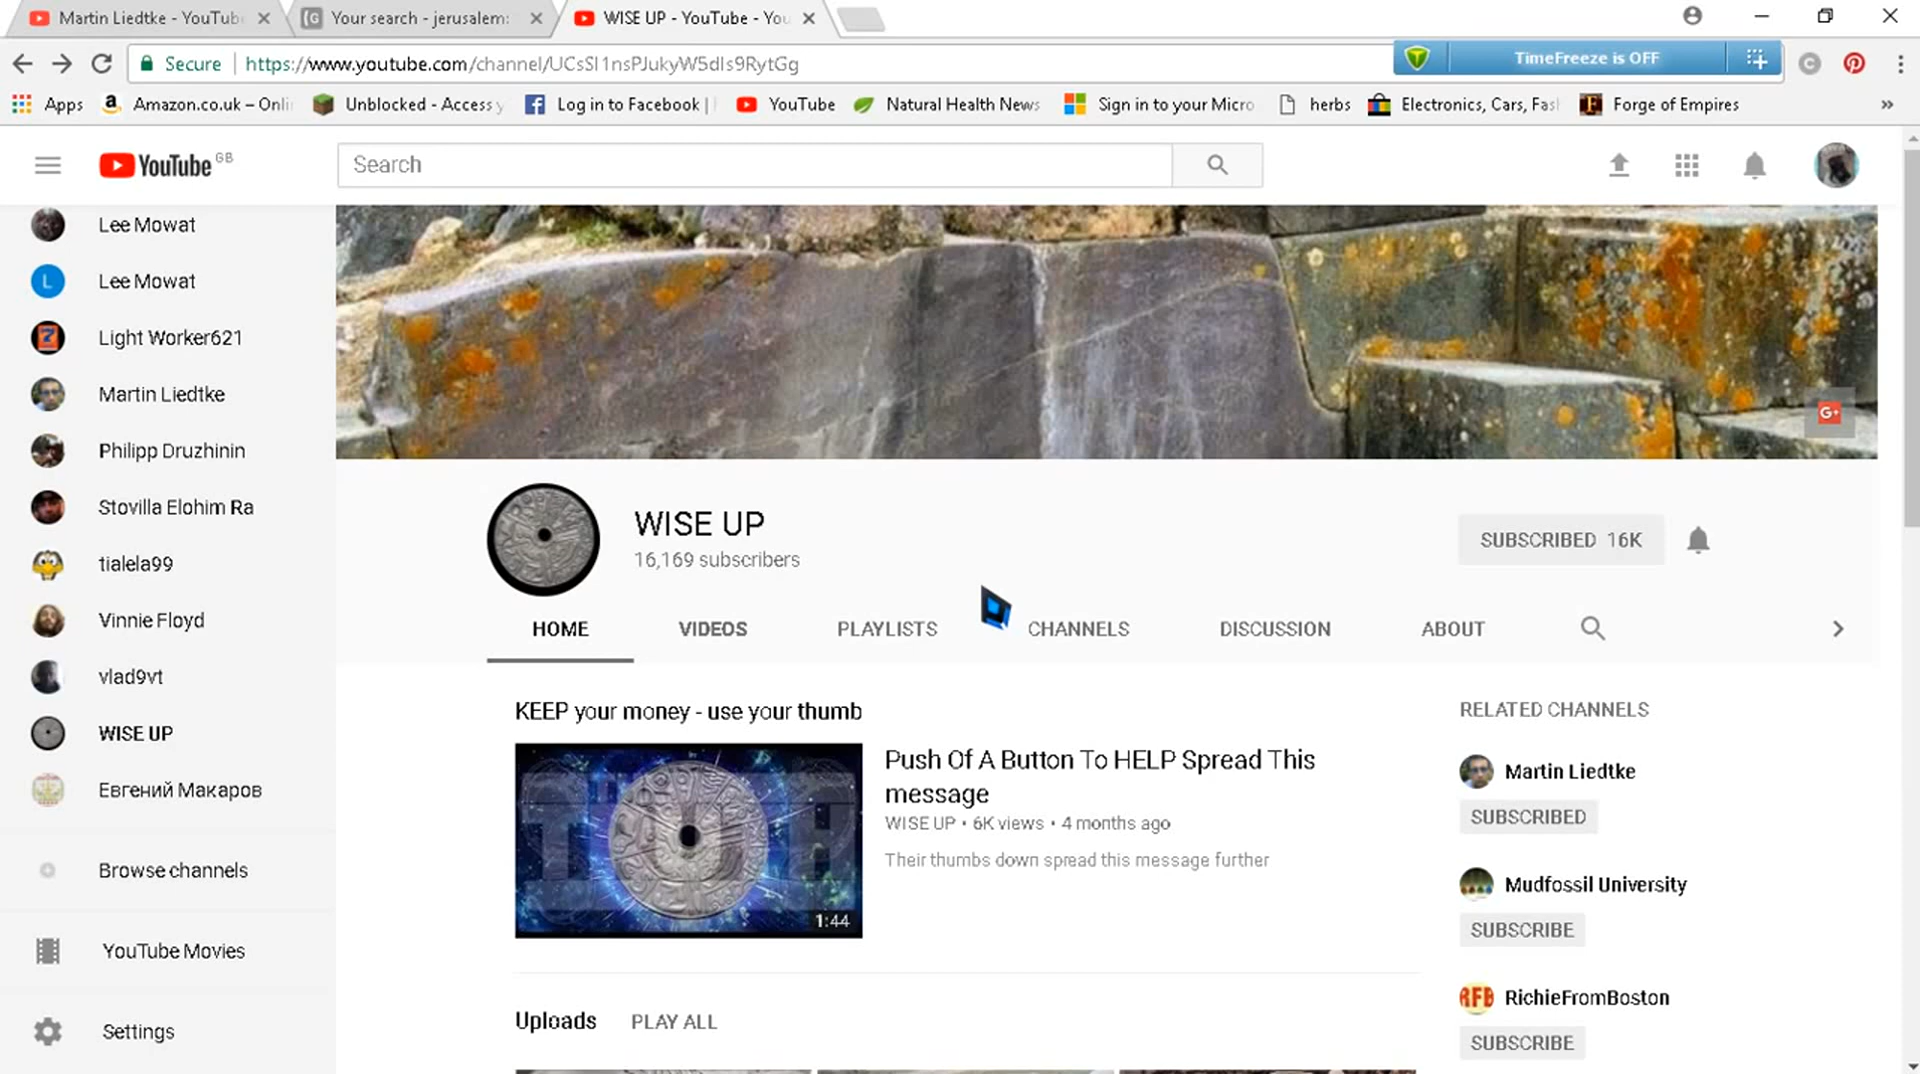 Martin Liedtke - YouTube
Your search - jerusalem:
WISE UP - YouTube - You
Secure
https://www.youtube.com/channel/UCsSl1nsPJukyW5dIs9RytGg
TimeFreeze is OFF
Apps
Amazon.co.uk – Onli
Unblocked - Access y
Log in to Facebook |
YouTube
Natural Health News
Sign in to your Micro
herbs
Electronics, Cars, Fas
Forge of Empires
»
YouTube GB
Search
Lee Mowat
L
Lee Mowat
7
Light Worker621
Martin Liedtke
Philipp Druzhinin
Stovilla Elohim Ra
tialela99
Vinnie Floyd
vlad9vt
WISE UP
Евгений Макаров
Browse channels
YouTube Movies
Settings
G+
WISE UP
16,169 subscribers
SUBSCRIBED 16K
HOME
VIDEOS
PLAYLISTS
CHANNELS
DISCUSSION
ABOUT
KEEP your money - use your thumb
1:44
Push Of A Button To HELP Spread This
message
WISE UP • 6K views • 4 months ago
Their thumbs down spread this message further
Uploads
PLAY ALL
RELATED CHANNELS
Martin Liedtke
SUBSCRIBED
Mudfossil University
SUBSCRIBE
RFB
RichieFromBoston
SUBSCRIBE